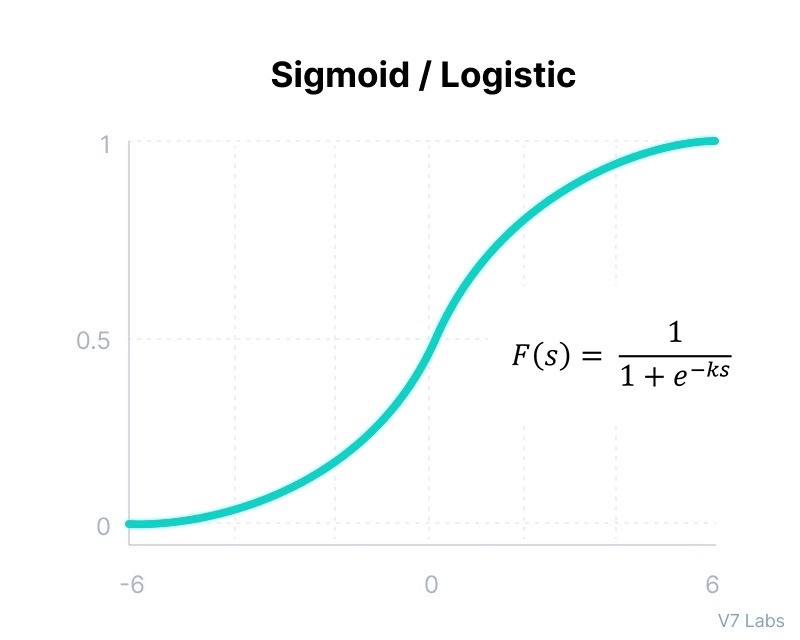 Sigmoid / Logistic
1
0.5
F(s) = 1 / (1 + e^{-ks})
0
-6 0 6
V7 Labs